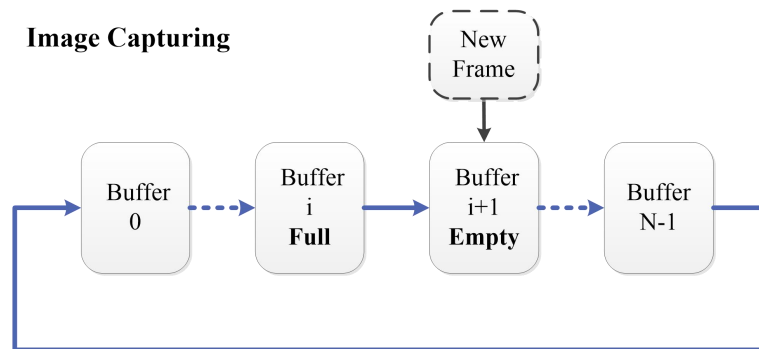 Image Capturing
New
Frame
Buffer
0
Buffer
i
Full
Buffer
i+1
Empty
Buffer
N-1